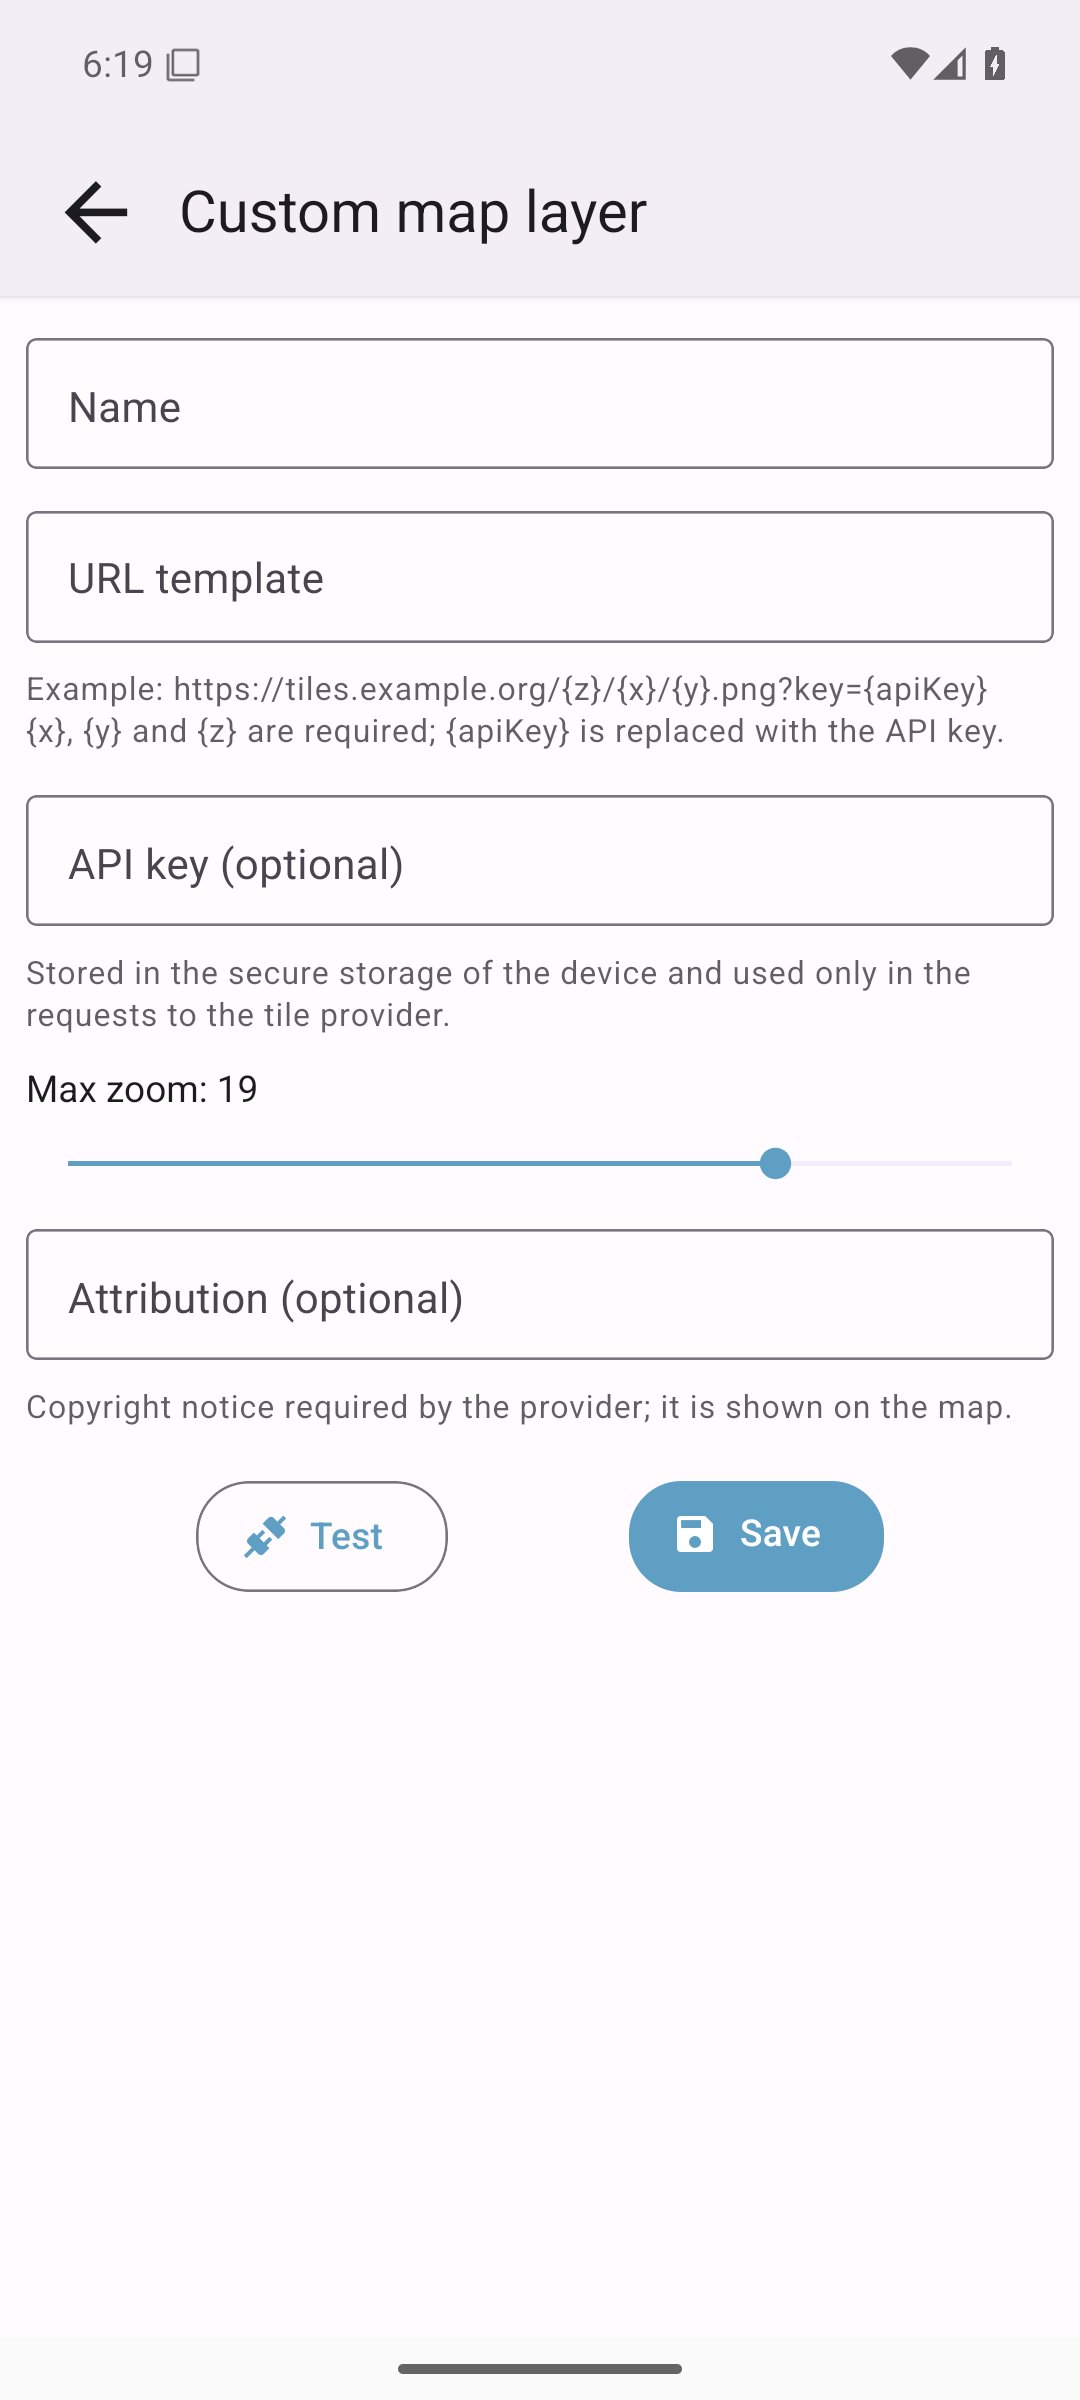 6:19
Custom map layer
Name
URL template
Example: https://tiles.example.org/{z}/{x}/{y}.png?key={apiKey}
{x}, {y} and {z} are required; {apiKey} is replaced with the API key.
API key (optional)
Stored in the secure storage of the device and used only in the
requests to the tile provider.
Max zoom: 19
Attribution (optional)
Copyright notice required by the provider; it is shown on the map.
Test
Save